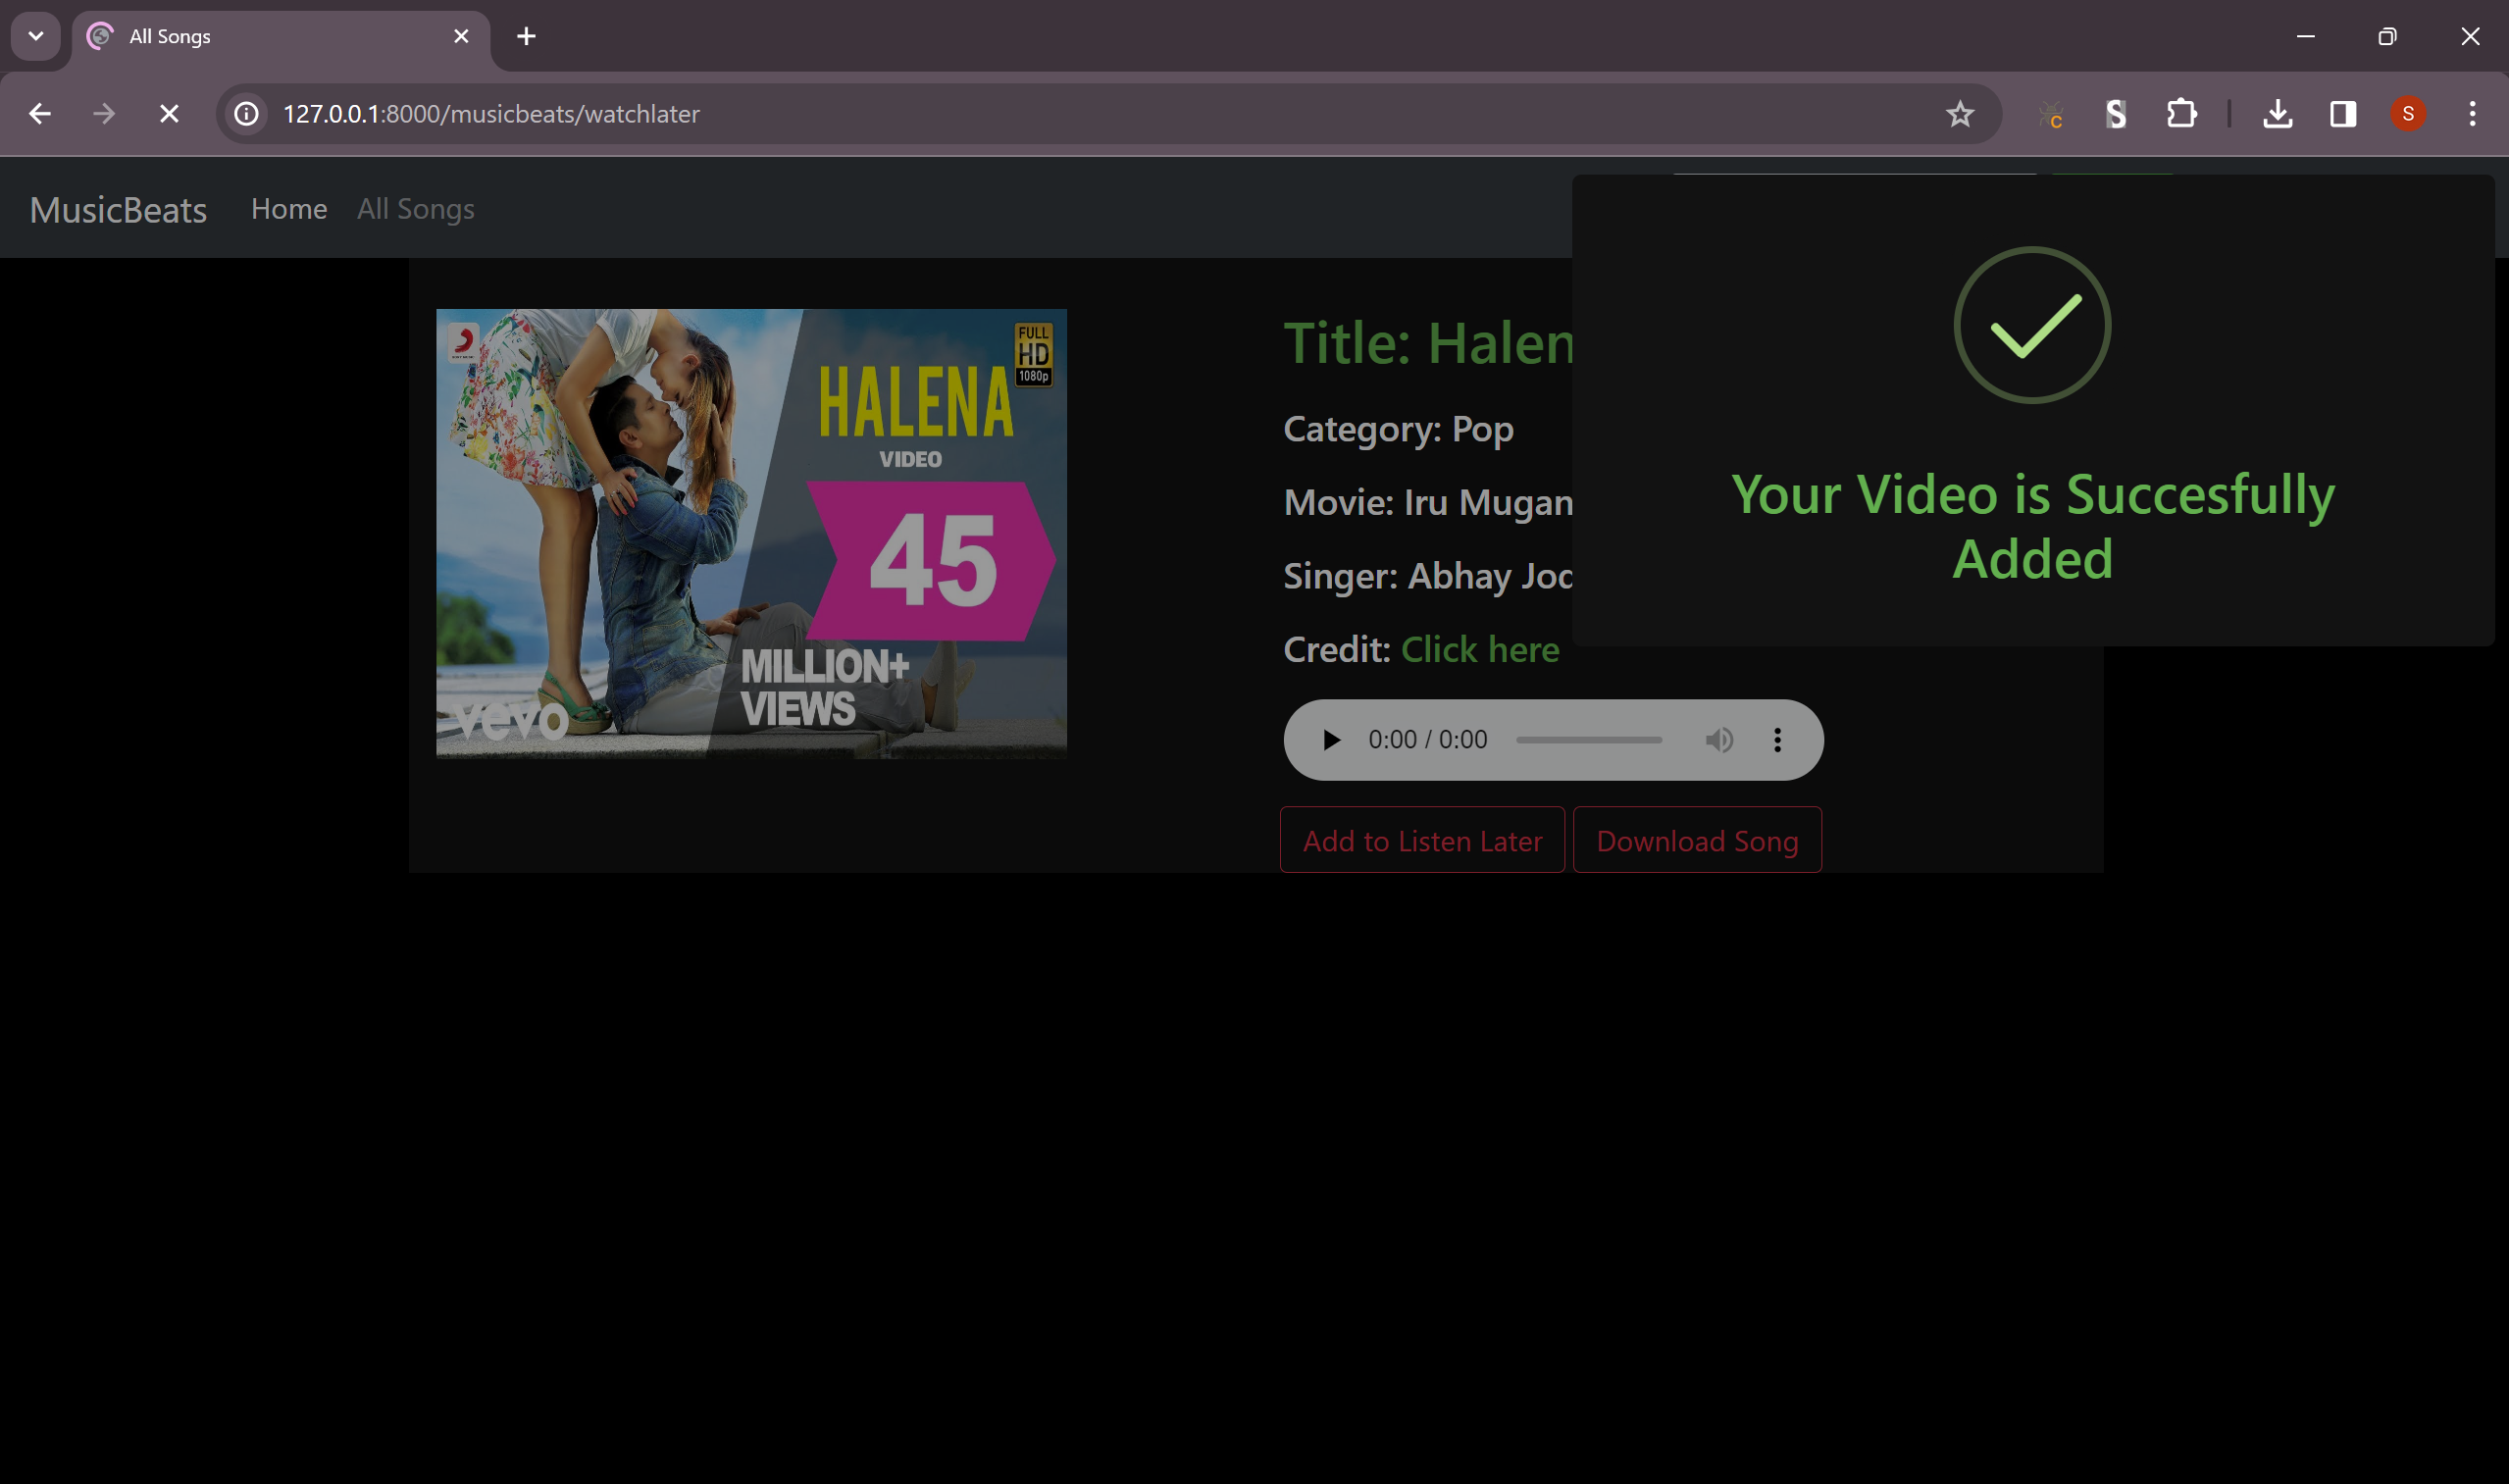 All Songs
127.0.0.1:8000/musicbeats/watchlater
S
C
S
MusicBeats Home All Songs
FULL
HD
1080p
HALENA
VIDEO
45
MILLION+
VIEWS
vevo
Title: Halen
Category: Pop
Movie: Iru Mugan
Singer: Abhay
Credit: Click here
0:00 / 0:00
Add to Listen Later
Download Song
Your Video is Succesfully
Added